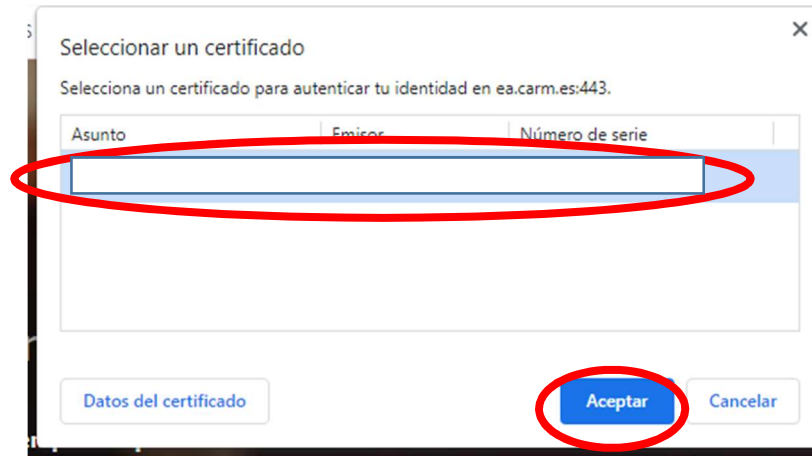 Seleccionar un certificado
Selecciona un certificado para autenticar tu identidad en ea.carm.es:443.
Asunto Emisor Número de serie
Datos del certificado Aceptar Cancelar